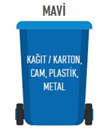 MAVİ
KAĞIT / KARTON,
CAM, PLASTİK,
METAL